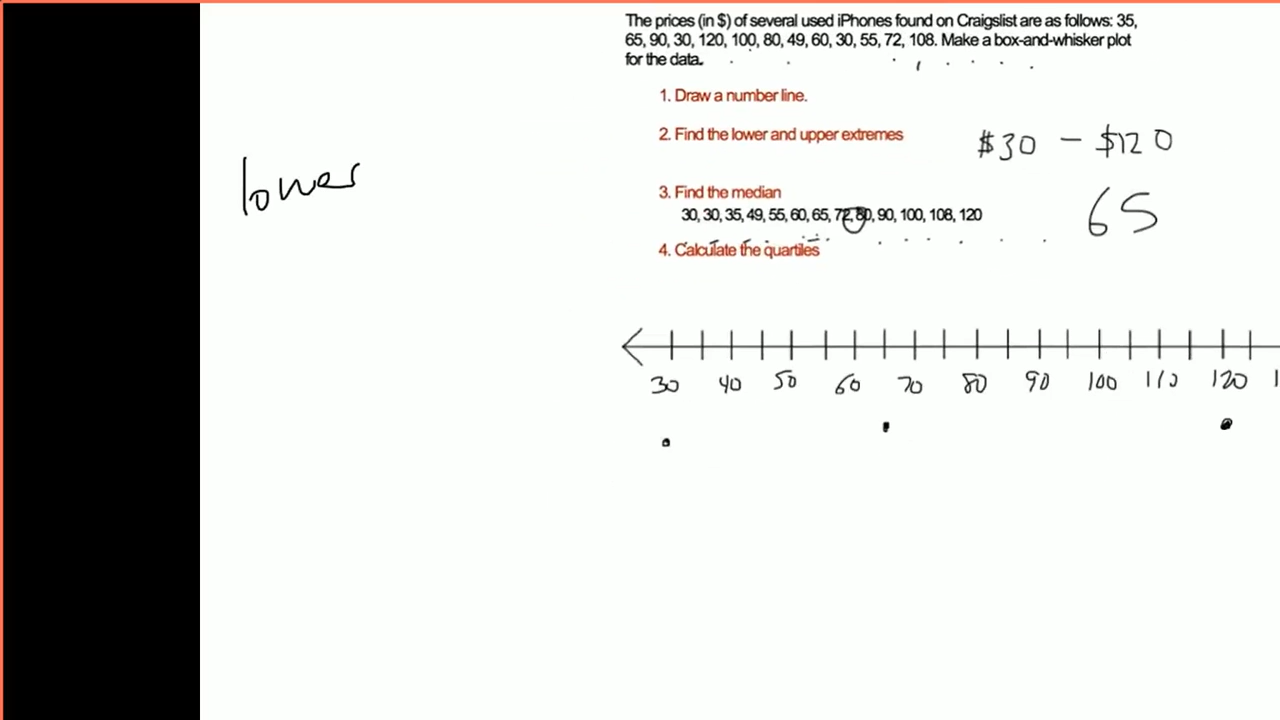 The prices (in $) of several used iPhones found on Craigslist are as follows: 35,
65, 90, 30, 120, 100, 80, 49, 60, 30, 55, 72, 108. Make a box-and-whisker plot
for the data.
1. Draw a number line.
2. Find the lower and upper extremes
$30 - $120
lower
3. Find the median
30, 30, 35, 49, 55, 60, 65, 72, 80, 90, 100, 108, 120
65
4. Calculate the quartiles
30 40 50 60 70 80 90 100 110 120